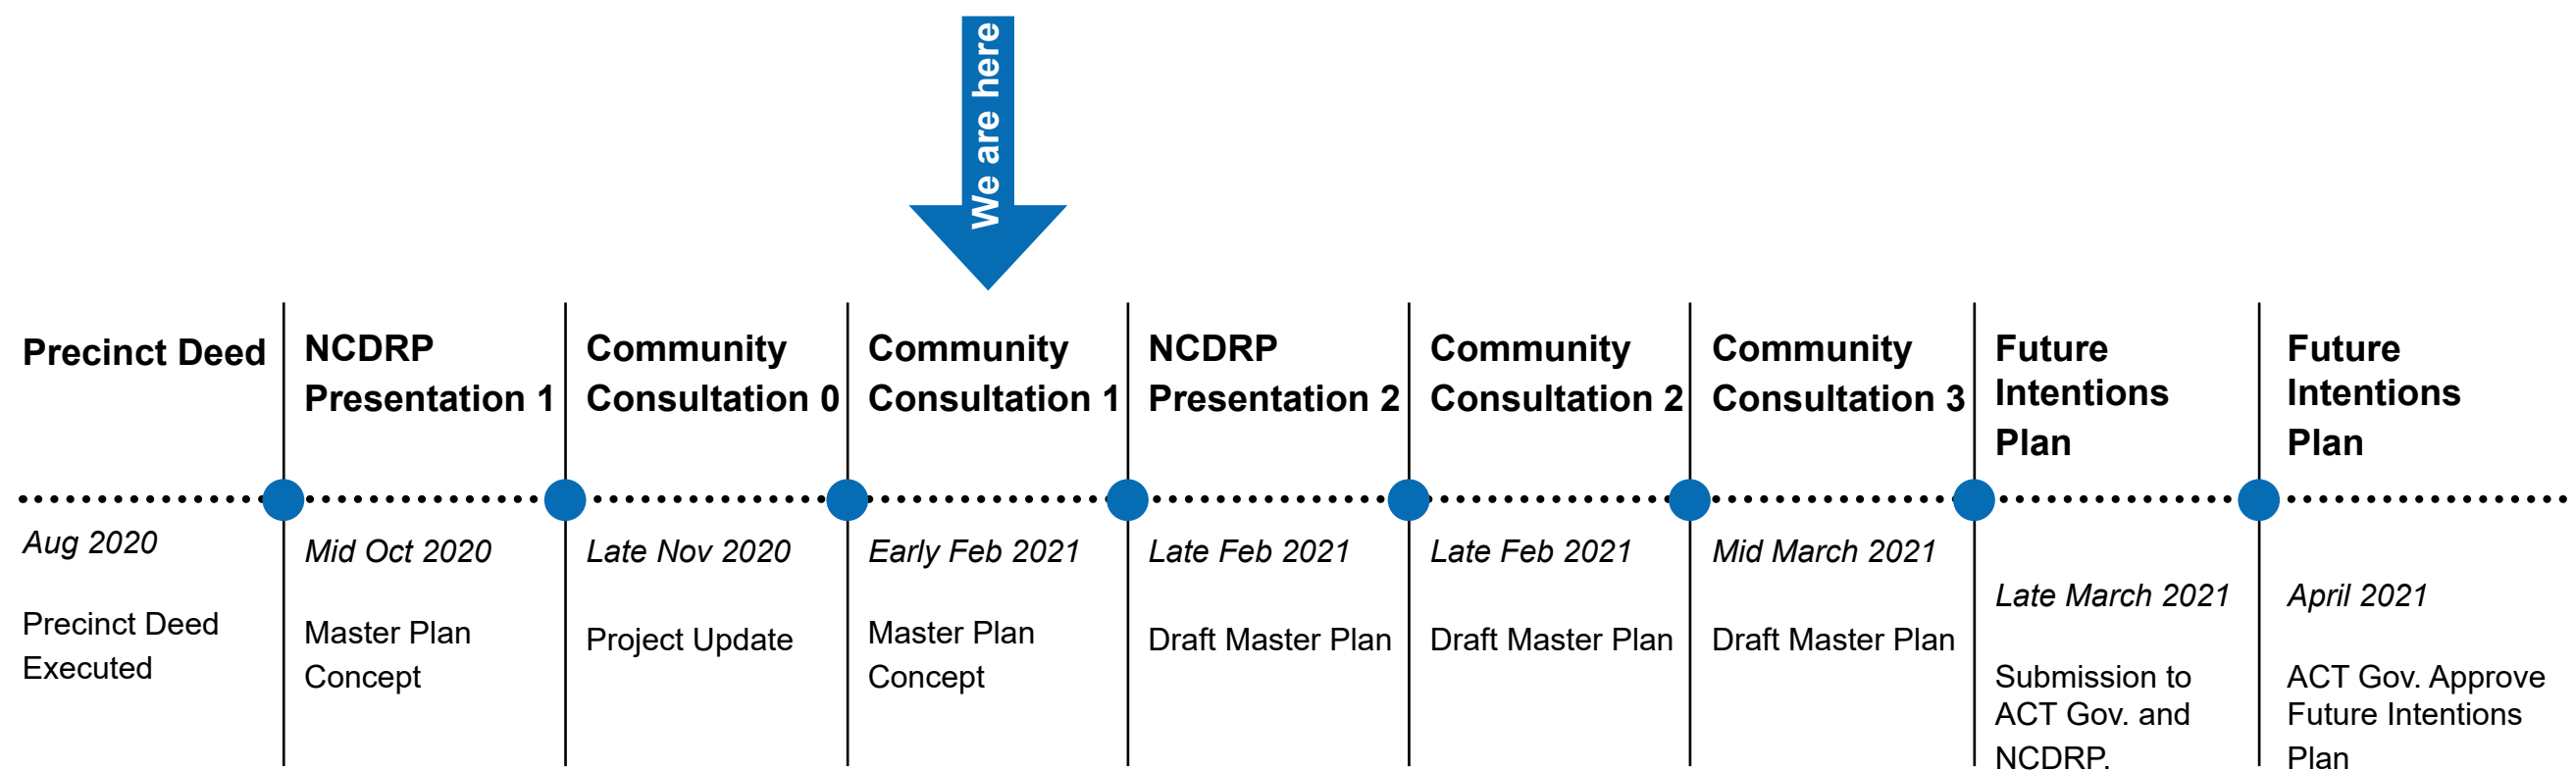 We are here
Precinct Deed
Aug 2020
Precinct Deed
Executed
NCDRP
Presentation 1
Mid Oct 2020
Master Plan
Concept
Community
Consultation 0
Late Nov 2020
Project Update
Community
Consultation 1
Early Feb 2021
Master Plan
Concept
NCDRP
Presentation 2
Late Feb 2021
Draft Master Plan
Community
Consultation 2
Late Feb 2021
Draft Master Plan
Community
Consultation 3
Mid March 2021
Draft Master Plan
Future
Intentions
Plan
Late March 2021
Submission to
ACT Gov. and
NCDRP.
Future
Intentions
Plan
April 2021
ACT Gov. Approve
Future Intentions
Plan